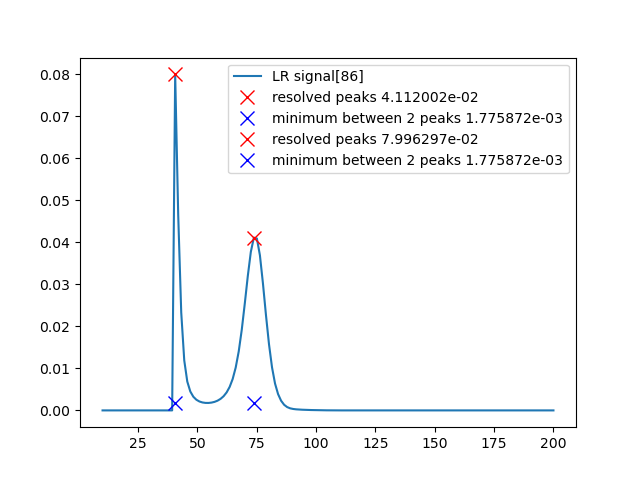 LR signal[86]
resolved peaks 4.112002e-02
minimum between 2 peaks 1.775872e-03
resolved peaks 7.996297e-02
minimum between 2 peaks 1.775872e-03
0.08
0.07
0.06
0.05
0.04
0.03
0.02
0.01
0.00
25 50 75 100 125 150 175 200